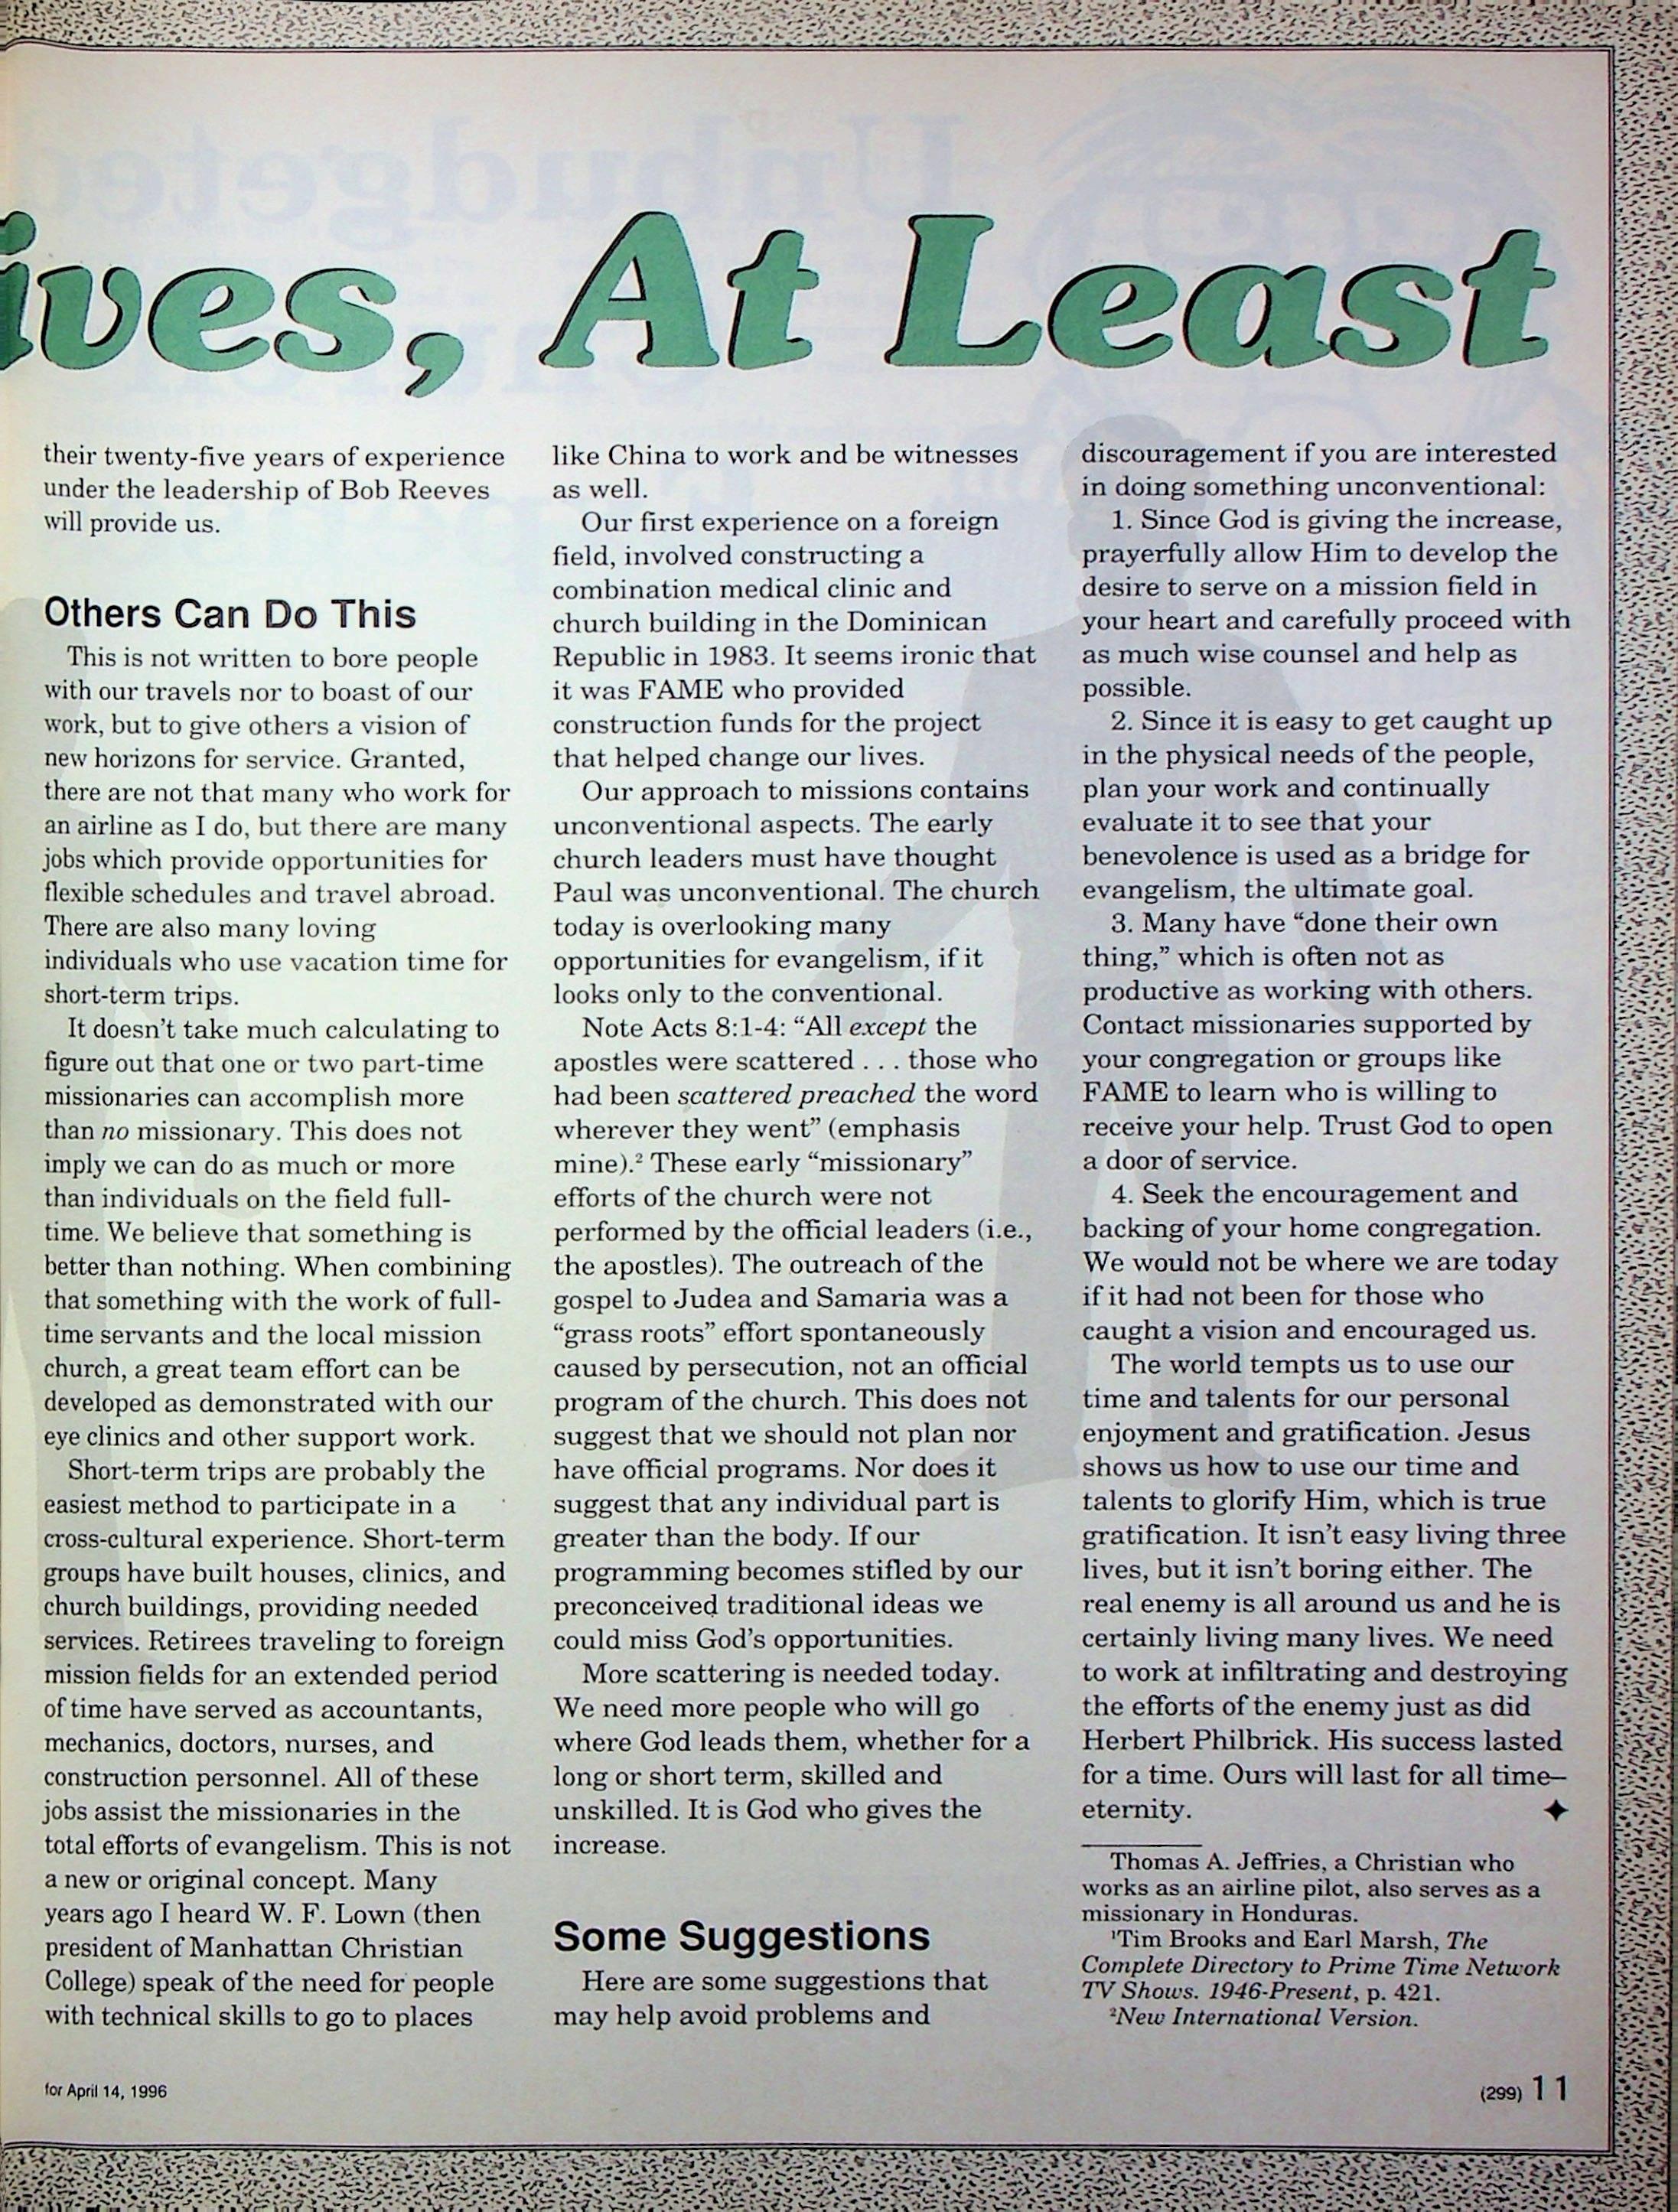 ives, At Least
their twenty-five years of experience
under the leadership of Bob Reeves
will provide us.
Others Can Do This
This is not written to bore people
with our travels nor to boast of our
work, but to give others a vision of
new horizons for service. Granted,
there are not that many who work for
an airline as I do, but there are many
jobs which provide opportunities for
flexible schedules and travel abroad.
There are also many loving
individuals who use vacation time for
short-term trips.
It doesn't take much calculating to
figure out that one or two part-time
missionaries can accomplish more
than no missionary. This does not
imply we can do as much or more
than individuals on the field full-
time. We believe that something is
better than nothing. When combining
that something with the work of full-
time servants and the local mission
church, a great team effort can be
developed as demonstrated with our
eye clinics and other support work.
Short-term trips are probably the
easiest method to participate in a
cross-cultural experience. Short-term
groups have built houses, clinics, and
church buildings, providing needed
services. Retirees traveling to foreign
mission fields for an extended period
of time have served as accountants,
mechanics, doctors, nurses, and
construction personnel. All of these
jobs assist the missionaries in the
total efforts of evangelism. This is not
a new or original concept. Many
years ago I heard W. F. Lown (then
president of Manhattan Christian
College) speak of the need for people
with technical skills to go to places
like China to work and be witnesses
as well.
Our first experience on a foreign
field, involved constructing a
combination medical clinic and
church building in the Dominican
Republic in 1983. It seems ironic that
it was FAME who provided
construction funds for the project
that helped change our lives.
Our approach to missions contains
unconventional aspects. The early
church leaders must have thought
Paul was unconventional. The church
today is overlooking many
opportunities for evangelism, if it
looks only to the conventional.
Note Acts 8:1-4: “All except the
apostles were scattered . . . those who
had been scattered preached the word
wherever they went” (emphasis
mine).² These early “missionary”
efforts of the church were not
performed by the official leaders (i.e.,
the apostles). The outreach of the
gospel to Judea and Samaria was a
“grass roots” effort spontaneously
caused by persecution, not an official
program of the church. This does not
suggest that we should not plan nor
have official programs. Nor does it
suggest that any individual part is
greater than the body. If our
programming becomes stifled by our
preconceived traditional ideas we
could miss God's opportunities.
More scattering is needed today.
We need more people who will go
where God leads them, whether for a
long or short term, skilled and
unskilled. It is God who gives the
increase.
Some Suggestions
Here are some suggestions that
may help avoid problems and
discouragement if you are interested
in doing something unconventional:
1. Since God is giving the increase,
prayerfully allow Him to develop the
desire to serve on a mission field in
your heart and carefully proceed with
as much wise counsel and help as
possible.
2. Since it is easy to get caught up
in the physical needs of the people,
plan your work and continually
evaluate it to see that your
benevolence is used as a bridge for
evangelism, the ultimate goal.
3. Many have “done their own
thing,” which is often not as
productive as working with others.
Contact missionaries supported by
your congregation or groups like
FAME to learn who is willing to
receive your help. Trust God to open
a door of service.
4. Seek the encouragement and
backing of your home congregation.
We would not be where we are today
if it had not been for those who
caught a vision and encouraged us.
The world tempts us to use our
time and talents for our personal
enjoyment and gratification. Jesus
shows us how to use our time and
talents to glorify Him, which is true
gratification. It isn't easy living three
lives, but it isn't boring either. The
real enemy is all around us and he is
certainly living many lives. We need
to work at infiltrating and destroying
the efforts of the enemy just as did
Herbert Philbrick. His success lasted
for a time. Ours will last for all time—
eternity. ✦
Thomas A. Jeffries, a Christian who
works as an airline pilot, also serves as a
missionary in Honduras.
¹Tim Brooks and Earl Marsh, The
Complete Directory to Prime Time Network
TV Shows. 1946-Present, p. 421.
²New International Version.
for April 14, 1996
(299) 11